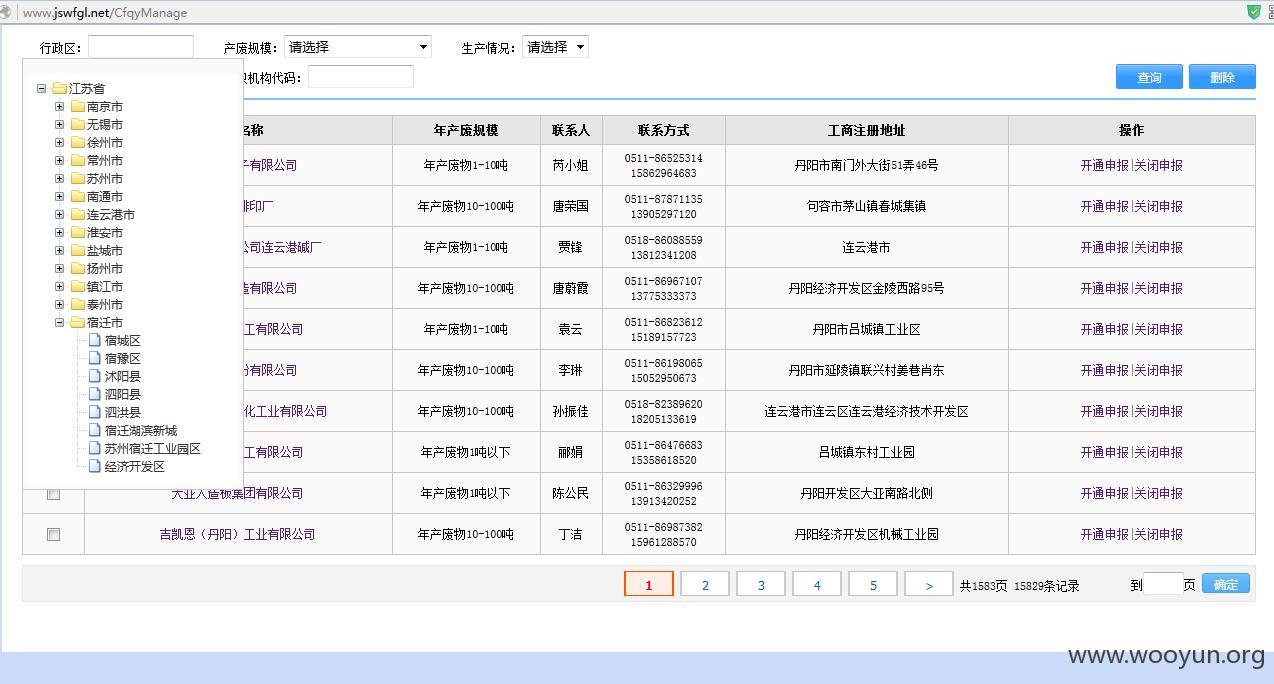 www.jswfgl.net/CfqyManage
行政区： 产废规模： 请选择 生产情况： 请选择
机构代码： 查询 删除
江苏省
南京市
无锡市
徐州市
常州市
苏州市
南通市
连云港市
淮安市
盐城市
扬州市
镇江市
泰州市
宿迁市
宿城区
宿豫区
沭阳县
泗阳县
泗洪县
宿迁湖滨新城
苏州宿迁工业园区
经济开发区
名称 年产废规模 联系人 联系方式 工商注册地址 操作
子有限公司 年产废物1-10吨 芮小姐 0511-86525314 15862964683 丹阳市南门外大街51弄46号 开通申报|关闭申报
印厂 年产废物10-100吨 唐荣国 0511-87871135 13905297120 句容市茅山镇春城集镇 开通申报|关闭申报
公司连云港碱厂 年产废物1-10吨 贾锋 0518-86088559 13812341208 连云港市 开通申报|关闭申报
有限公司 年产废物10-100吨 唐蔚霞 0511-86967107 13775333373 丹阳经济开发区金陵西路95号 开通申报|关闭申报
工有限公司 年产废物1-10吨 袁云 0511-86823612 15189157723 丹阳市吕城镇工业区 开通申报|关闭申报
有限公司 年产废物10-100吨 李琳 0511-86198065 15052950673 丹阳市延陵镇联兴村姜巷肖东 开通申报|关闭申报
化工业有限公司 年产废物10-100吨 孙振佳 0518-82389620 18205133619 连云港市连云区连云港经济技术开发区 开通申报|关闭申报
工有限公司 年产废物1吨以下 郦娟 0511-86476683 15358618520 吕城镇东村工业园 开通申报|关闭申报
大亚人造板集团有限公司 年产废物1吨以下 陈公民 0511-86329996 13913420252 丹阳开发区大亚南路北侧 开通申报|关闭申报
吉凯恩（丹阳）工业有限公司 年产废物10-100吨 丁洁 0511-86987382 15961288570 丹阳经济开发区机械工业园 开通申报|关闭申报
1 2 3 4 5 > 共1583页 15829条记录 到 页 确定
www.wooyun.org